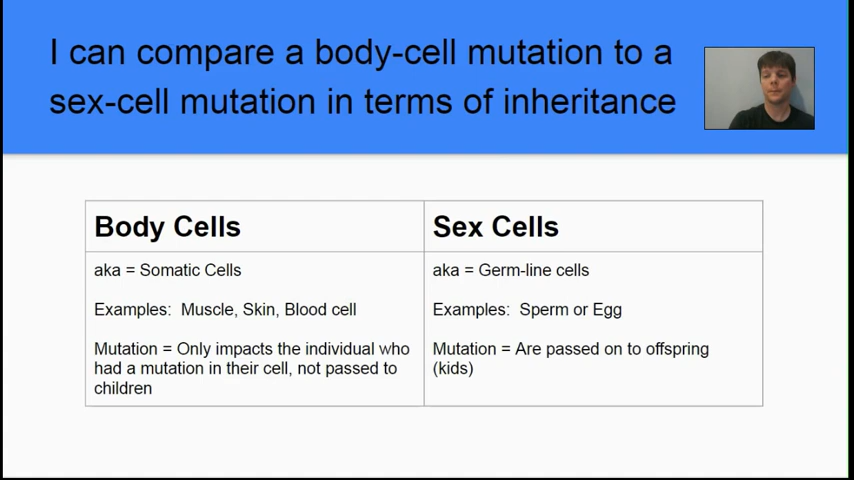 I can compare a body-cell mutation to a
sex-cell mutation in terms of inheritance
Body Cells
aka = Somatic Cells
Examples:  Muscle, Skin, Blood cell
Mutation = Only impacts the individual who
had a mutation in their cell, not passed to
children
Sex Cells
aka = Germ-line cells
Examples:  Sperm or Egg
Mutation = Are passed on to offspring
(kids)